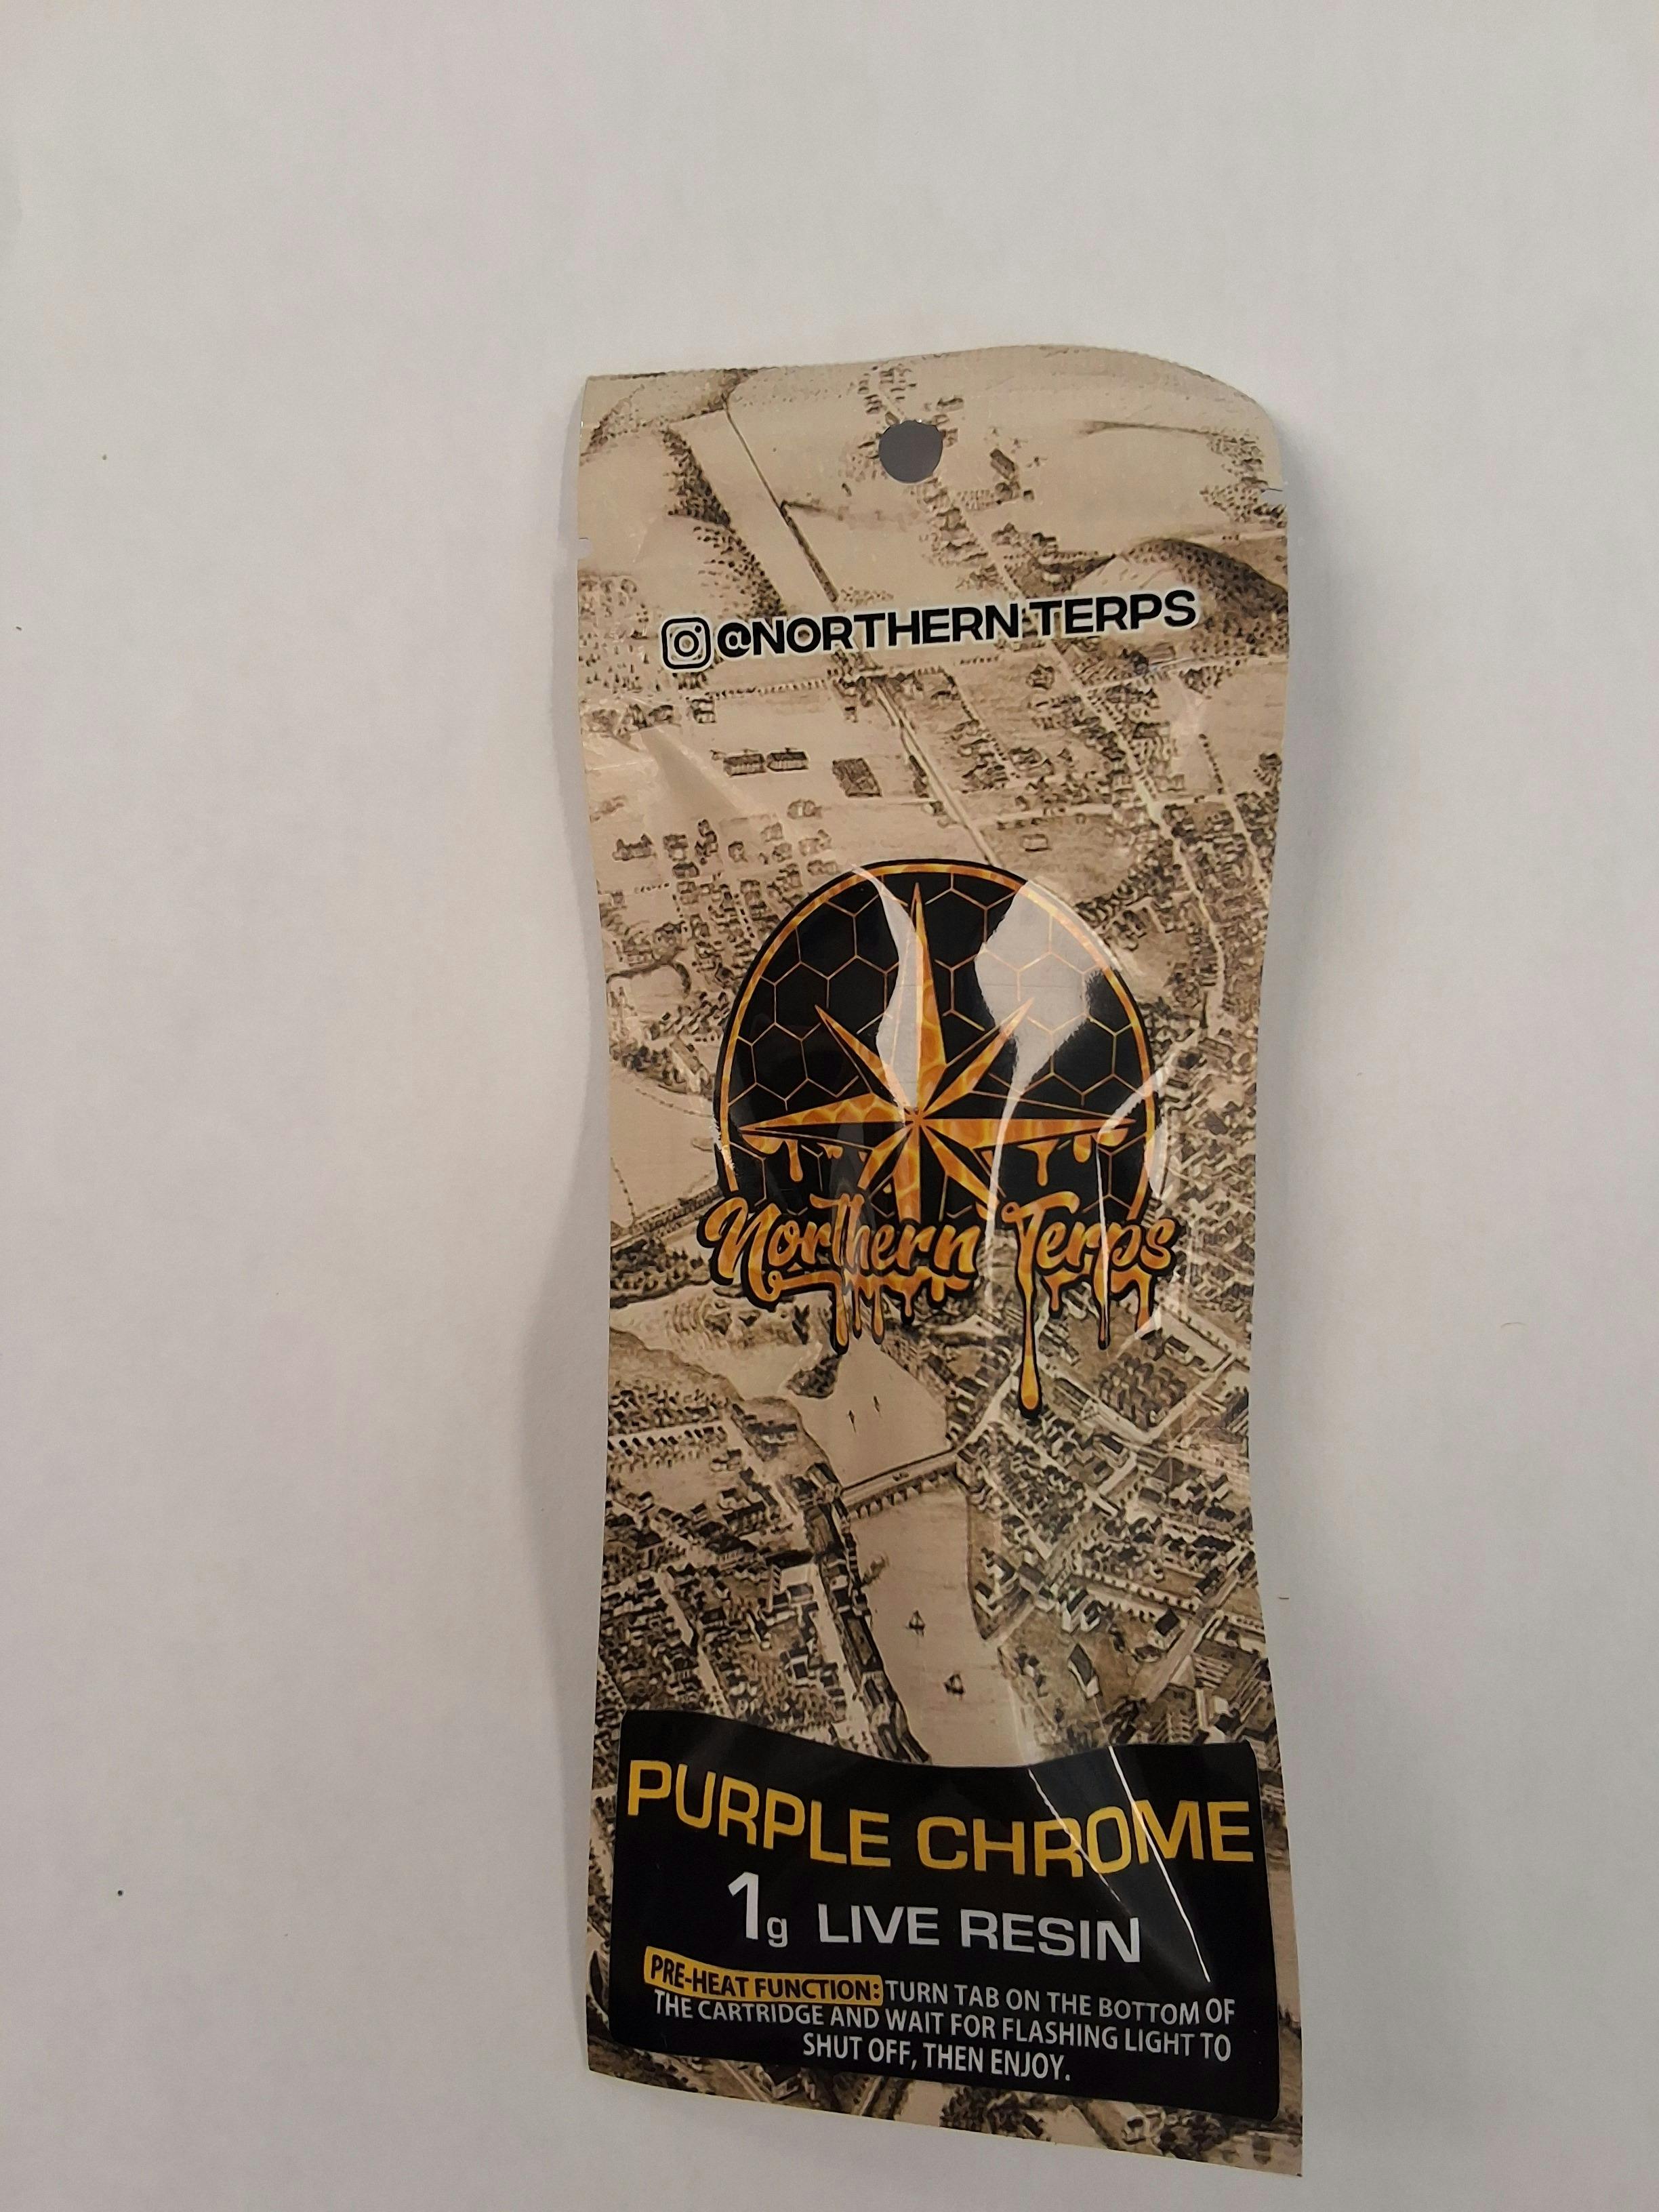 @NORTHERN.TERPS
Northern Terps
PURPLE CHROME
1g LIVE RESIN
PRE-HEAT FUNCTION: TURN TAB ON THE BOTTOM OF
THE CARTRIDGE AND WAIT FOR FLASHING LIGHT TO
SHUT OFF, THEN ENJOY.